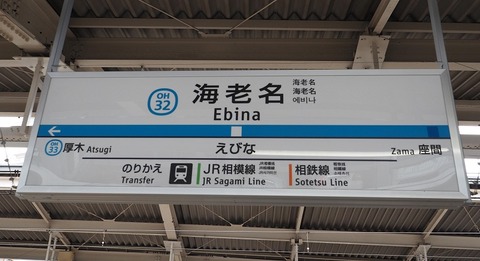 OH
32
海老名
Ebina
海老名
海老名
에비나
OH
33
厚木 Atsugi
えびな
Zama 座間
のりかえ
Transfer
JR相模線
JR Sagami Line
相鉄線
Sotetsu Line